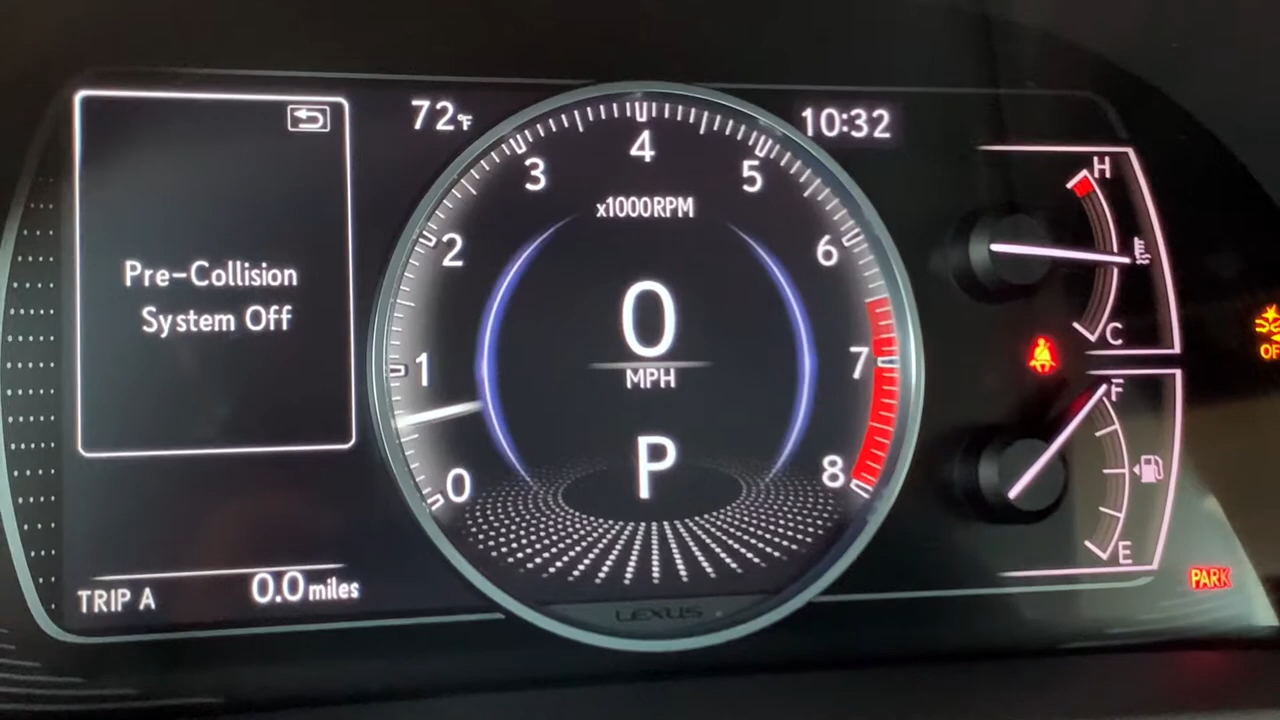 72°F
10:32
Pre-Collision
System Off
x1000RPM
0
1
2
3
4
5
6
7
8
0
MPH
P
H
C
F
E
TRIP A 0.0 miles
LEXUS
PARK